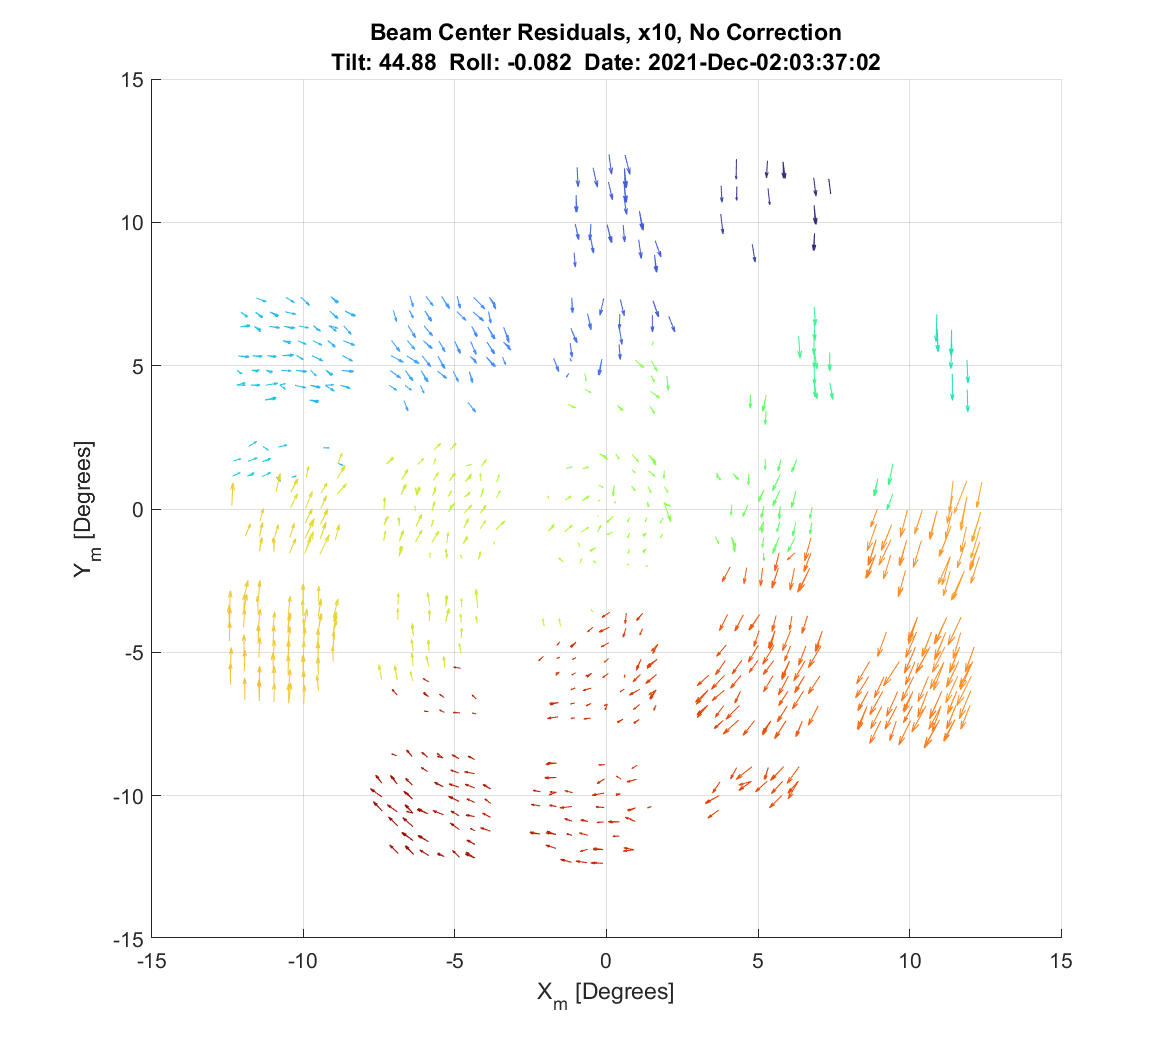 Beam Center Residuals, x10, No Correction
Tilt: 44.88 Roll: -0.082 Date: 2021-Dec-02:03:37:02
15
10
5
0
-5
-10
-15
Y_m [Degrees]
-15 -10 -5 0 5 10 15
X_m [Degrees]